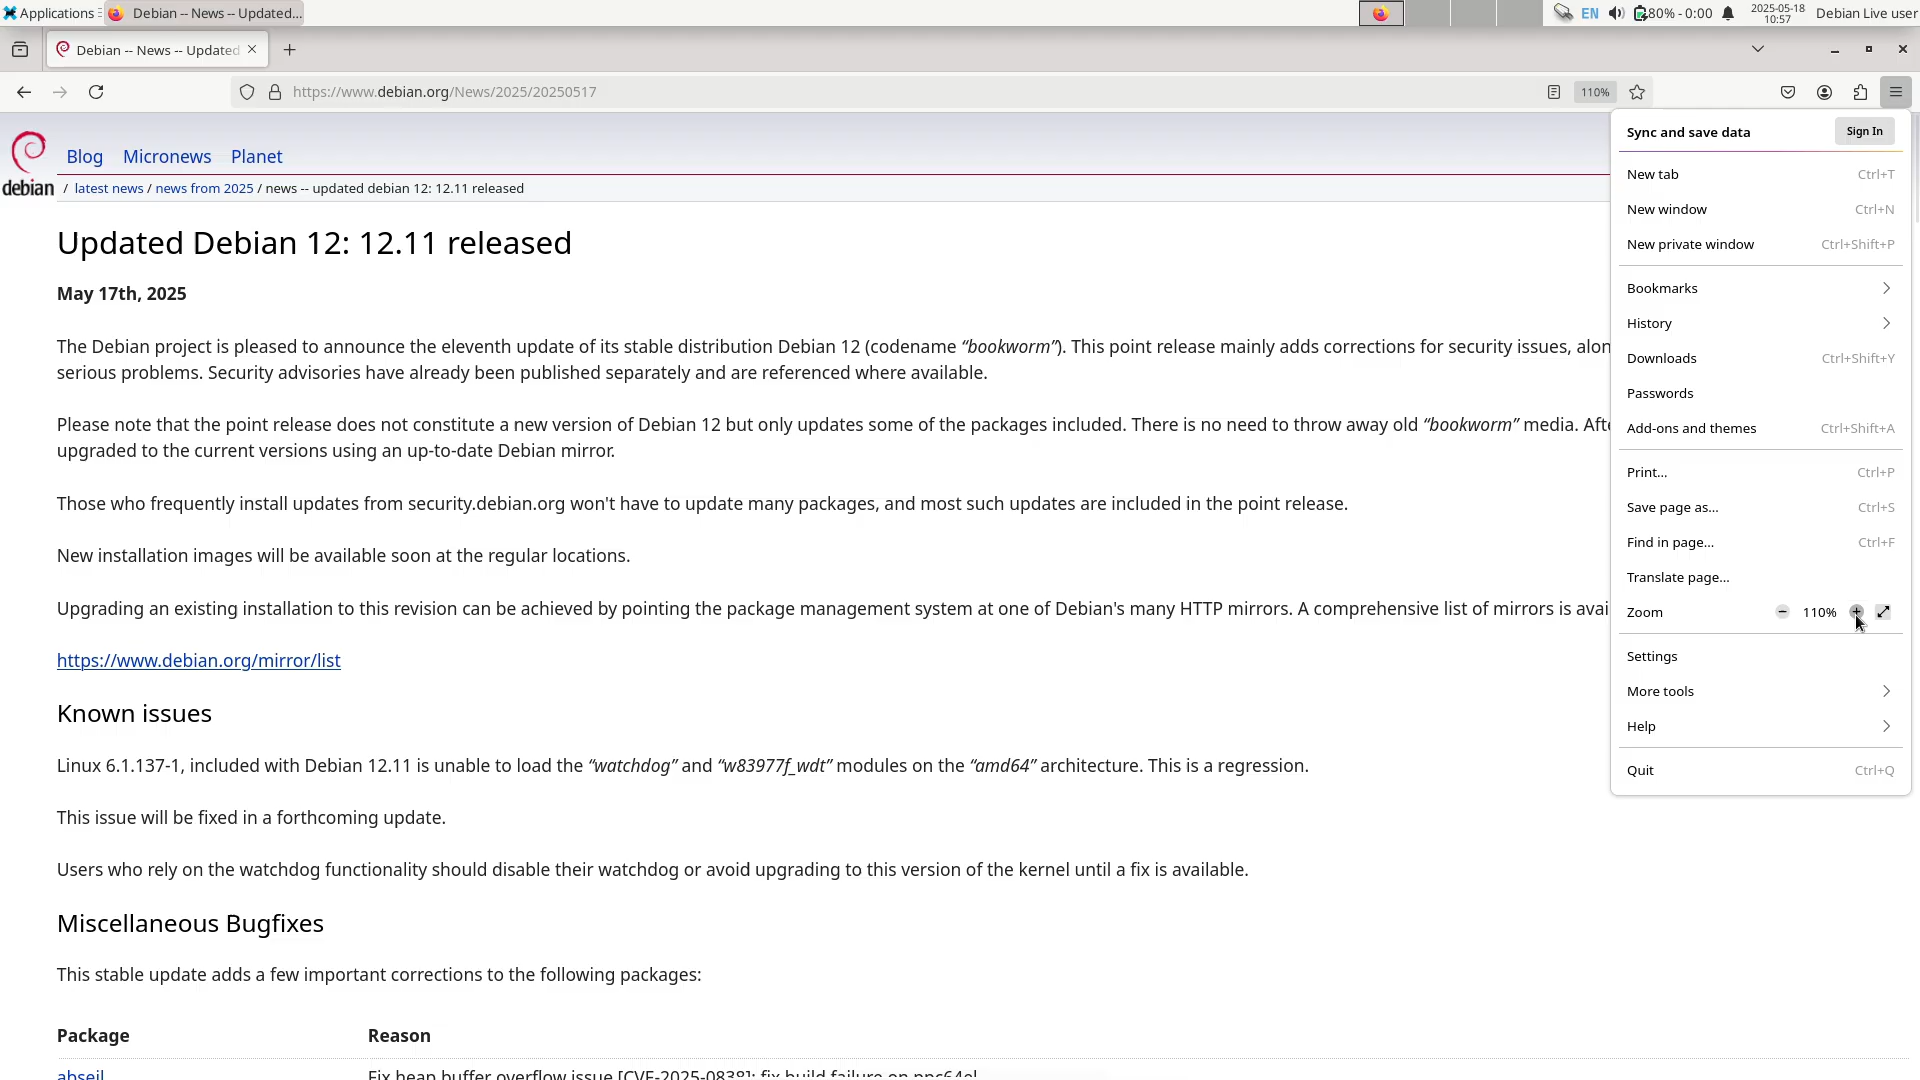 Applications
Debian -- News -- Updated...
EN
80% - 0:00
2025-05-18
10:57
Debian Live user
Debian -- News -- Updated
https://www.debian.org/News/2025/20250517
110%
debian
Blog
Micronews
Planet
/ latest news / news from 2025 / news -- updated debian 12: 12.11 released
Updated Debian 12: 12.11 released
May 17th, 2025
The Debian project is pleased to announce the eleventh update of its stable distribution Debian 12 (codename “bookworm”). This point release mainly adds corrections for security issues, alon
serious problems. Security advisories have already been published separately and are referenced where available.
Please note that the point release does not constitute a new version of Debian 12 but only updates some of the packages included. There is no need to throw away old “bookworm” media. Afte
upgraded to the current versions using an up-to-date Debian mirror.
Those who frequently install updates from security.debian.org won't have to update many packages, and most such updates are included in the point release.
New installation images will be available soon at the regular locations.
Upgrading an existing installation to this revision can be achieved by pointing the package management system at one of Debian's many HTTP mirrors. A comprehensive list of mirrors is avai
https://www.debian.org/mirror/list
Known issues
Linux 6.1.137-1, included with Debian 12.11 is unable to load the “watchdog” and “w83977f_wdt” modules on the “amd64” architecture. This is a regression.
This issue will be fixed in a forthcoming update.
Users who rely on the watchdog functionality should disable their watchdog or avoid upgrading to this version of the kernel until a fix is available.
Miscellaneous Bugfixes
This stable update adds a few important corrections to the following packages:
Package Reason
abseil Fix heap buffer overflow issue [CVE-2025-0838]; fix build failure on ppc64el
Sync and save data Sign In
New tab Ctrl+T
New window Ctrl+N
New private window Ctrl+Shift+P
Bookmarks
History
Downloads Ctrl+Shift+Y
Passwords
Add-ons and themes Ctrl+Shift+A
Print... Ctrl+P
Save page as... Ctrl+S
Find in page... Ctrl+F
Translate page...
Zoom 110%
Settings
More tools
Help
Quit Ctrl+Q